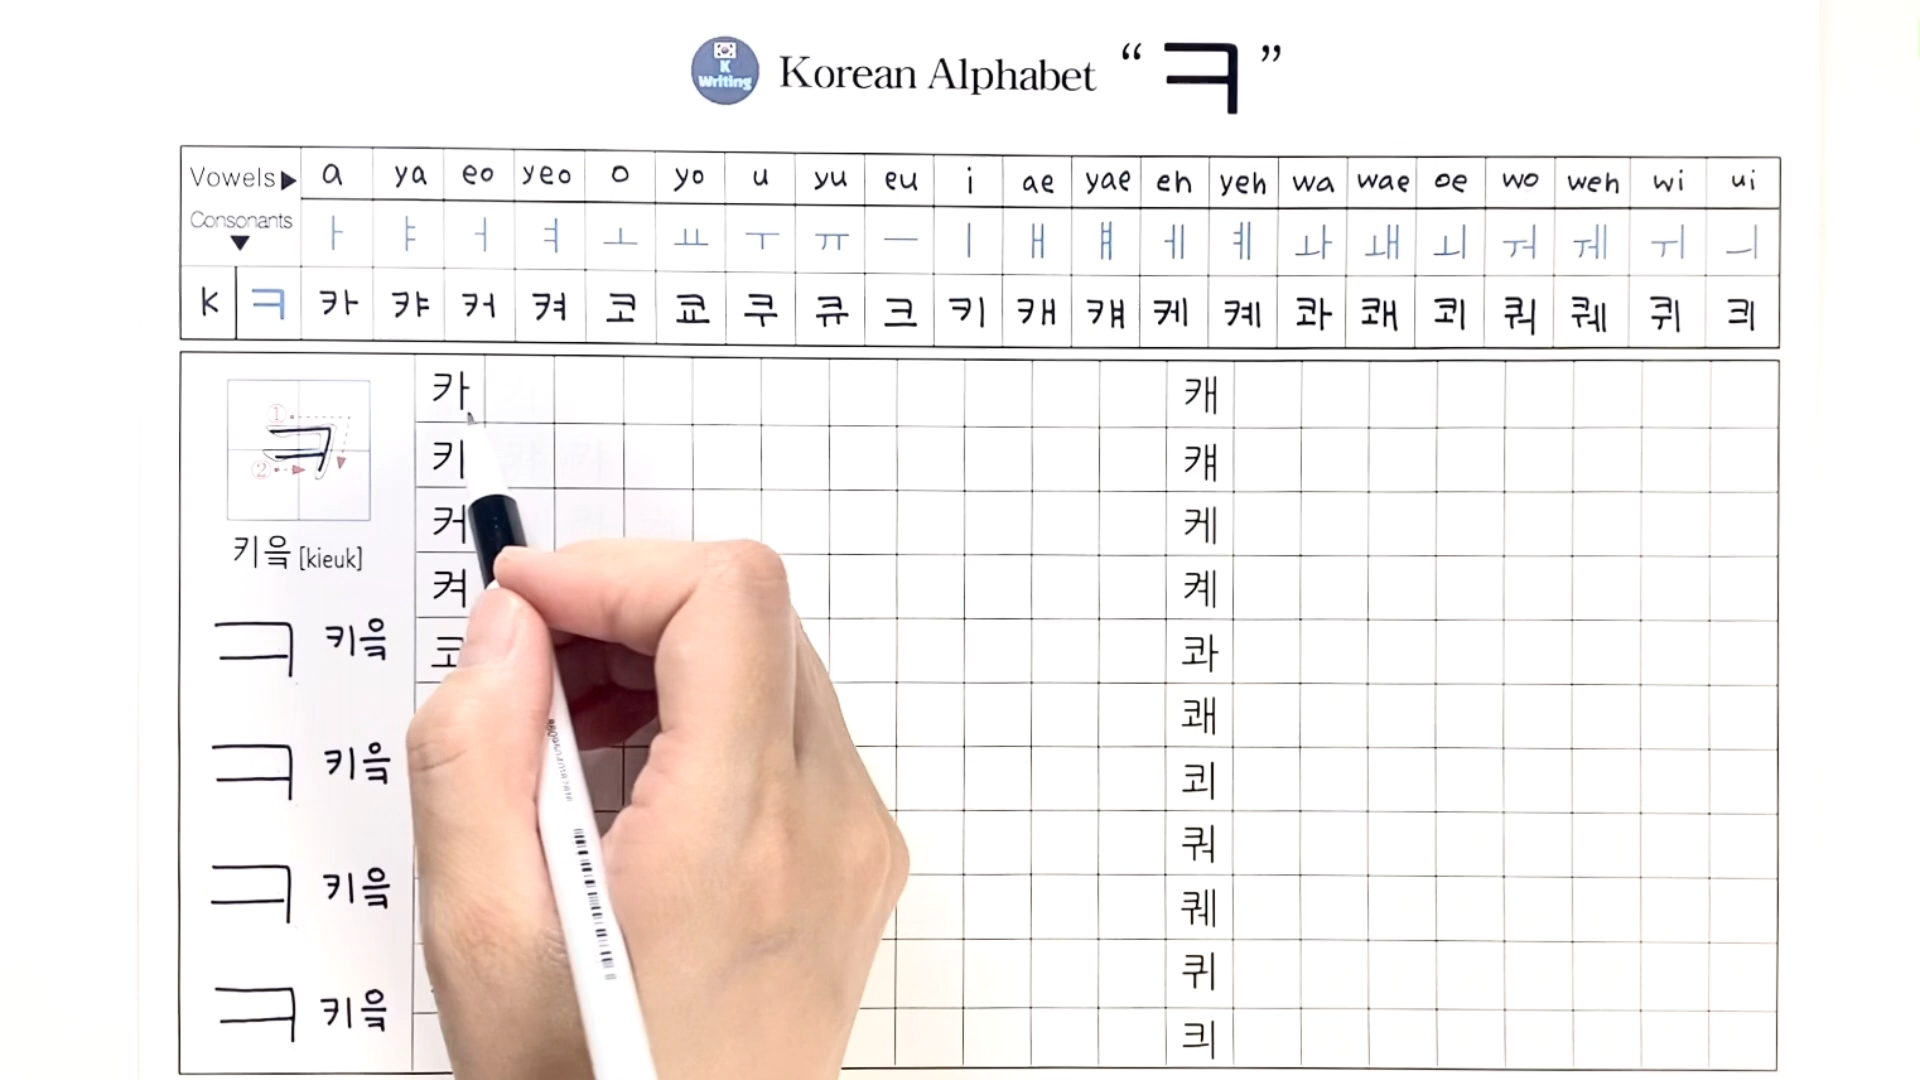 K
Writing
Korean Alphabet “ㅋ”
Vowels▶ a ya eo yeo o yo u yu eu i ae yae eh yeh wa wae oe wo weh wi ui
Consonants ▼ ㅏ ㅑ ㅓ ㅕ ㅗ ㅛ ㅜ ㅠ ㅡ ㅣ ㅐ ㅒ ㅔ ㅖ ㅘ ㅙ ㅚ ㅝ ㅞ ㅟ ㅢ
K ㅋ 카 캬 커 켜 코 쿄 쿠 큐 크 키 캐 컈 케 켸 콰 쾌 쾨 쿼 퀘 퀴 킈
① ㅋ
②
키읔 [kieuk]
ㅋ 키읔
ㅋ 키읔
ㅋ 키읔
ㅋ 키읔
카
커
켜
캐
컈
케
켸
콰
쾌
쾨
쿼
퀘
퀴
킈